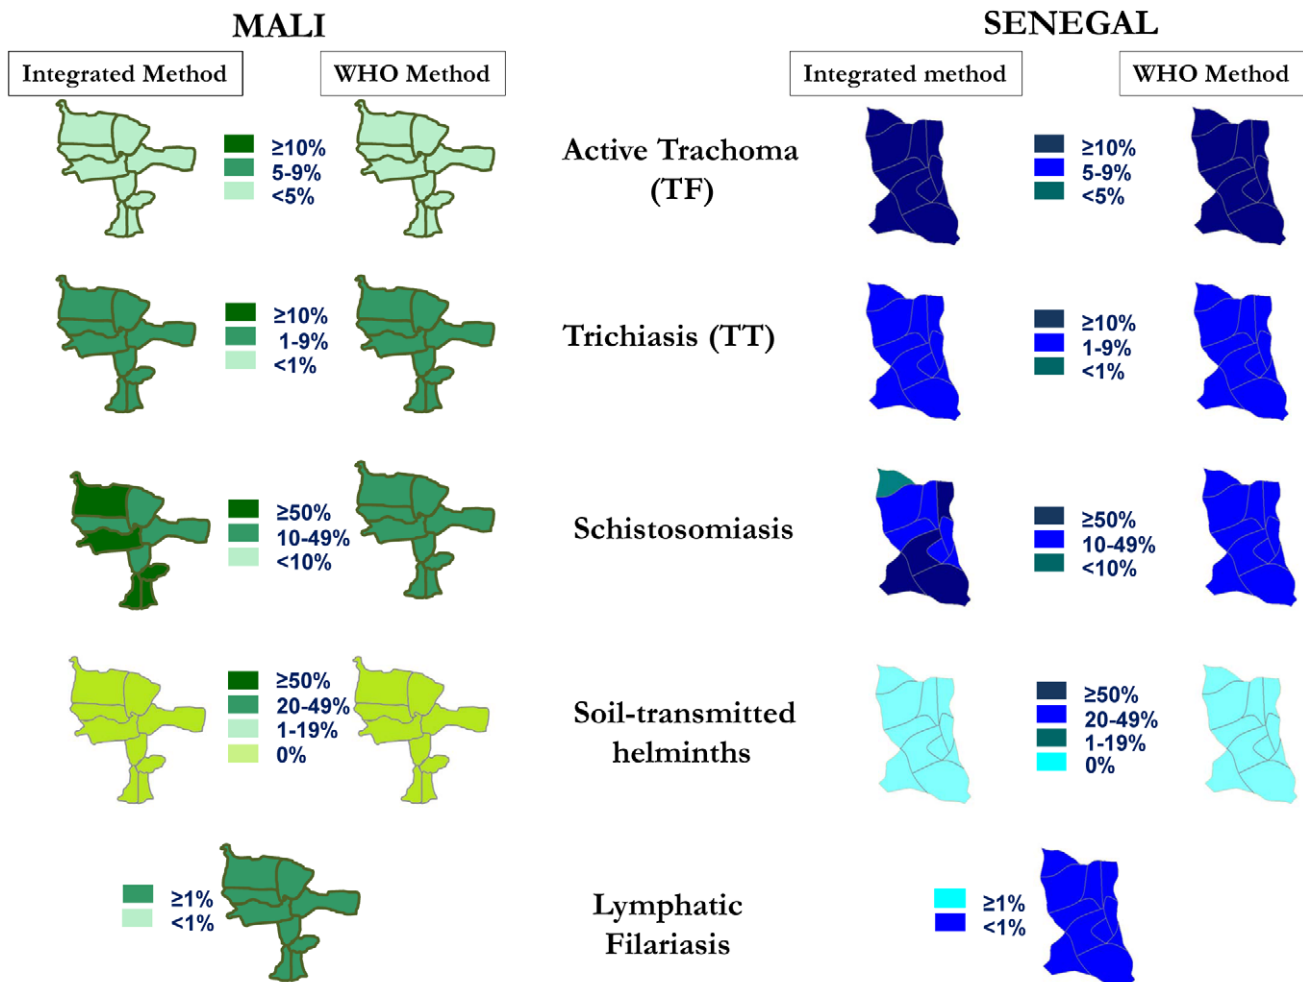 MALI
SENEGAL
Integrated Method
WHO Method
Integrated method
WHO Method
≥10%
5-9%
<5%
Active Trachoma
(TF)
≥10%
5-9%
<5%
≥10%
1-9%
<1%
Trichiasis (TT)
≥10%
1-9%
<1%
≥50%
10-49%
<10%
Schistosomiasis
≥50%
10-49%
<10%
≥50%
20-49%
1-19%
0%
Soil-transmitted
helminths
≥50%
20-49%
1-19%
0%
≥1%
<1%
Lymphatic
Filariasis
≥1%
<1%